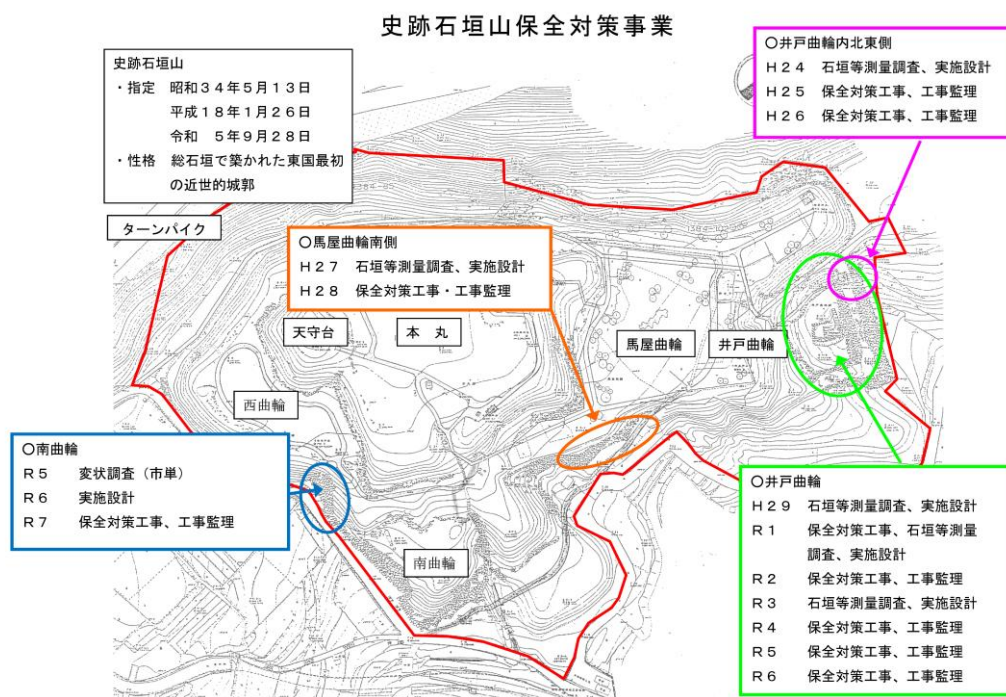 史跡石垣山保全対策事業
史跡石垣山
・指定　昭和３４年５月１３日
平成１８年１月２６日
令和　５年９月２８日
・性格　総石垣で築かれた東国最初
の近世的城郭
ターンパイク
〇井戸曲輪内北東側
Ｈ２４　石垣等測量調査、実施設計
Ｈ２５　保全対策工事、工事監理
Ｈ２６　保全対策工事、工事監理
〇馬屋曲輪南側
Ｈ２７　石垣等測量調査、実施設計
Ｈ２８　保全対策工事・工事監理
天守台
本　丸
馬屋曲輪
井戸曲輪
西曲輪
〇南曲輪
Ｒ５　変状調査（市単）
Ｒ６　実施設計
Ｒ７　保全対策工事、工事監理
南曲輪
〇井戸曲輪
Ｈ２９　石垣等測量調査、実施設計
Ｒ１　保全対策工事、石垣等測量
調査、実施設計
Ｒ２　保全対策工事、工事監理
Ｒ３　石垣等測量調査、実施設計
Ｒ４　保全対策工事、工事監理
Ｒ５　保全対策工事、工事監理
Ｒ６　保全対策工事、工事監理